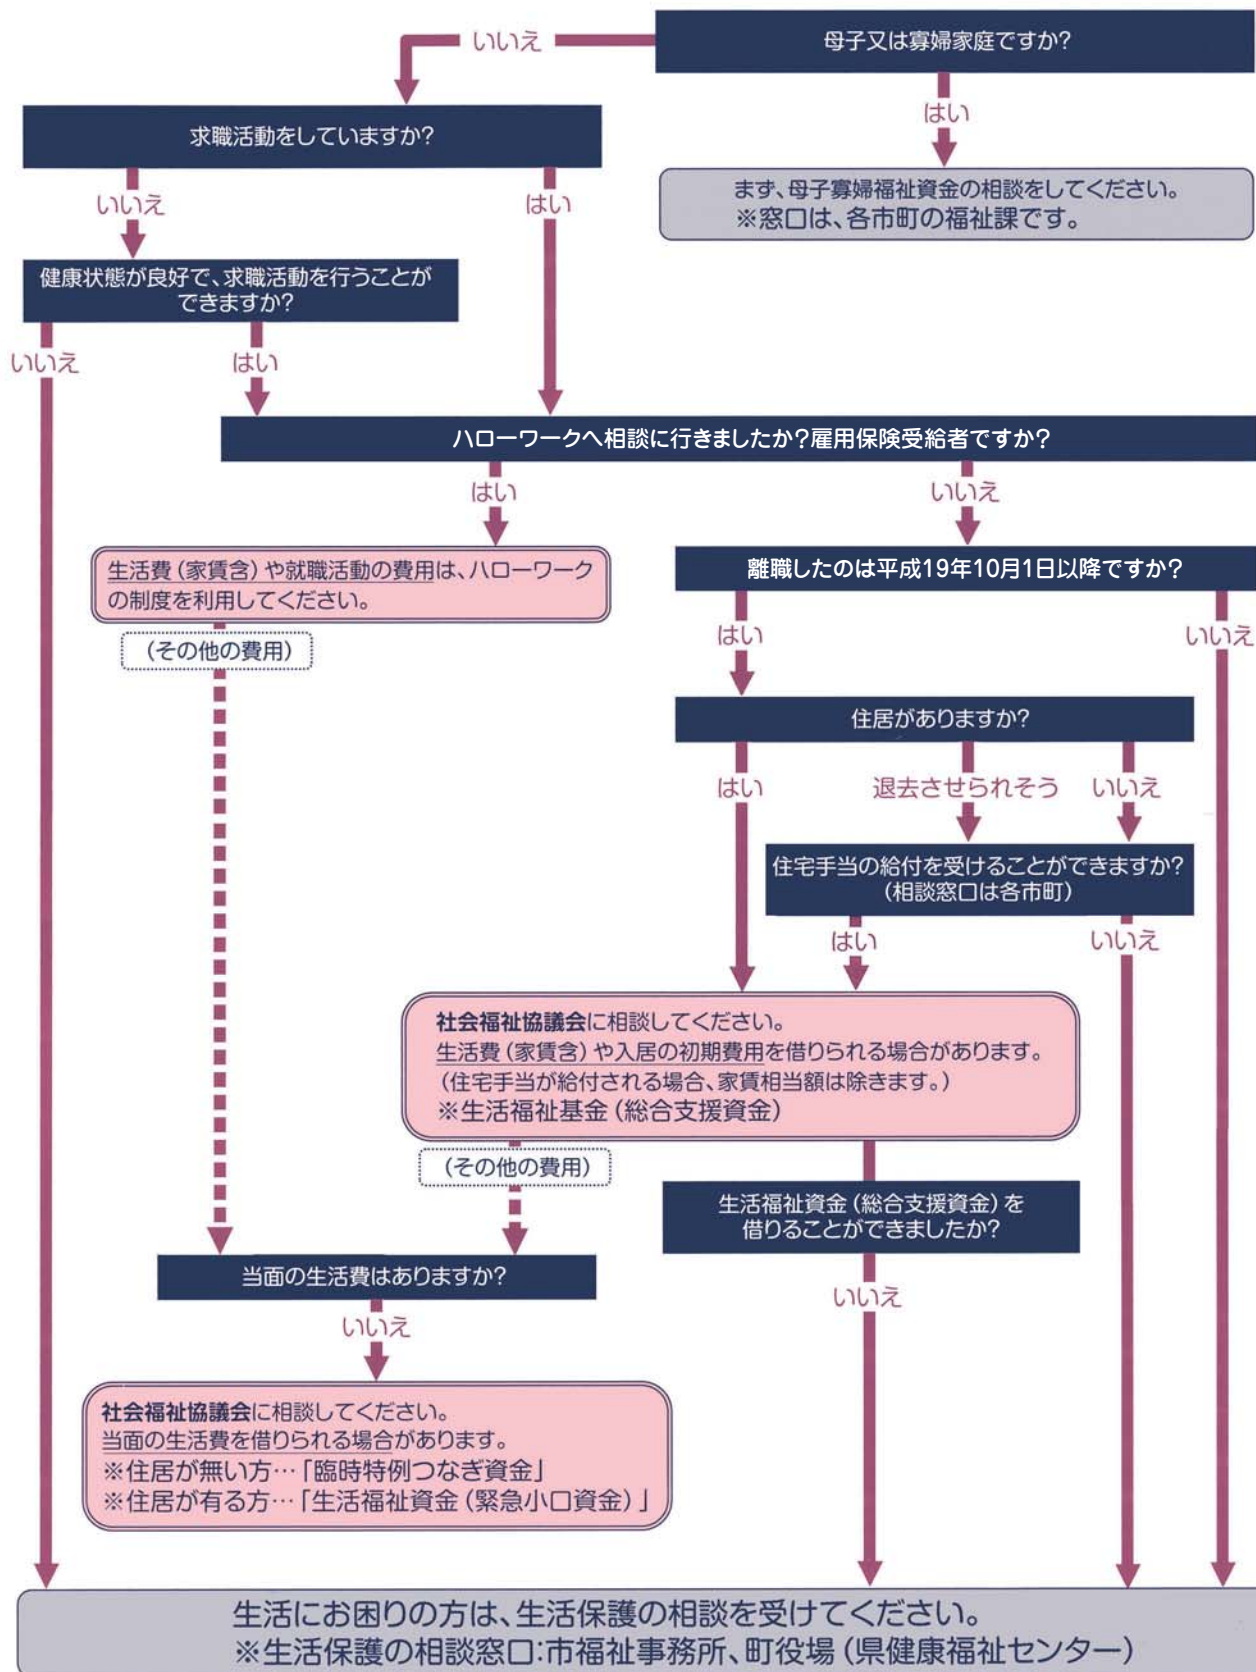 母子又は寡婦家庭ですか?
いいえ
はい
まず、母子寡婦福祉資金の相談をしてください。
※窓口は、各市町の福祉課です。
求職活動をしていますか?
いいえ
はい
健康状態が良好で、求職活動を行うことが
できますか?
いいえ
はい
ハローワークへ相談に行きましたか?雇用保険受給者ですか?
はい
いいえ
生活費(家賃含)や就職活動の費用は、ハローワーク
の制度を利用してください。
(その他の費用)
離職したのは平成19年10月1日以降ですか?
はい
いいえ
住居がありますか?
はい
退去させられそう
いいえ
住宅手当の給付を受けることができますか?
(相談窓口は各市町)
はい
いいえ
社会福祉協議会に相談してください。
生活費(家賃含)や入居の初期費用を借りられる場合があります。
(住宅手当が給付される場合、家賃相当額は除きます。)
※生活福祉基金(総合支援資金)
(その他の費用)
生活福祉資金(総合支援資金)を
借りることができましたか?
いいえ
当面の生活費はありますか?
いいえ
社会福祉協議会に相談してください。
当面の生活費を借りられる場合があります。
※住居が無い方…「臨時特例つなぎ資金」
※住居が有る方…「生活福祉資金(緊急小口資金)」
生活にお困りの方は、生活保護の相談を受けてください。
※生活保護の相談窓口:市福祉事務所、町役場(県健康福祉センター)